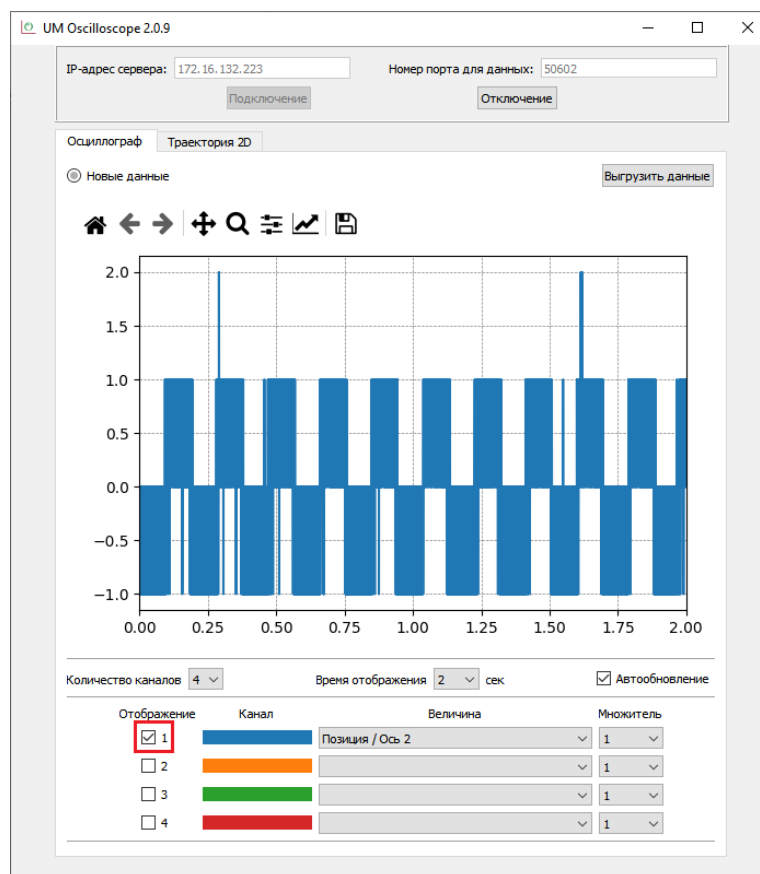 UM Oscilloscope 2.0.9
IP-адрес сервера: 172.16.132.223 Номер порта для данных: 50602
Подключение Отключение
Осциллограф Траектория 2D
Новые данные Выгрузить данные
2.0
1.5
1.0
0.5
0.0
−0.5
−1.0
0.00 0.25 0.50 0.75 1.00 1.25 1.50 1.75 2.00
Количество каналов 4 Время отображения 2 сек Автообновление
Отображение Канал Величина Множитель
1 Позиция / Ось 2 1
2 1
3 1
4 1